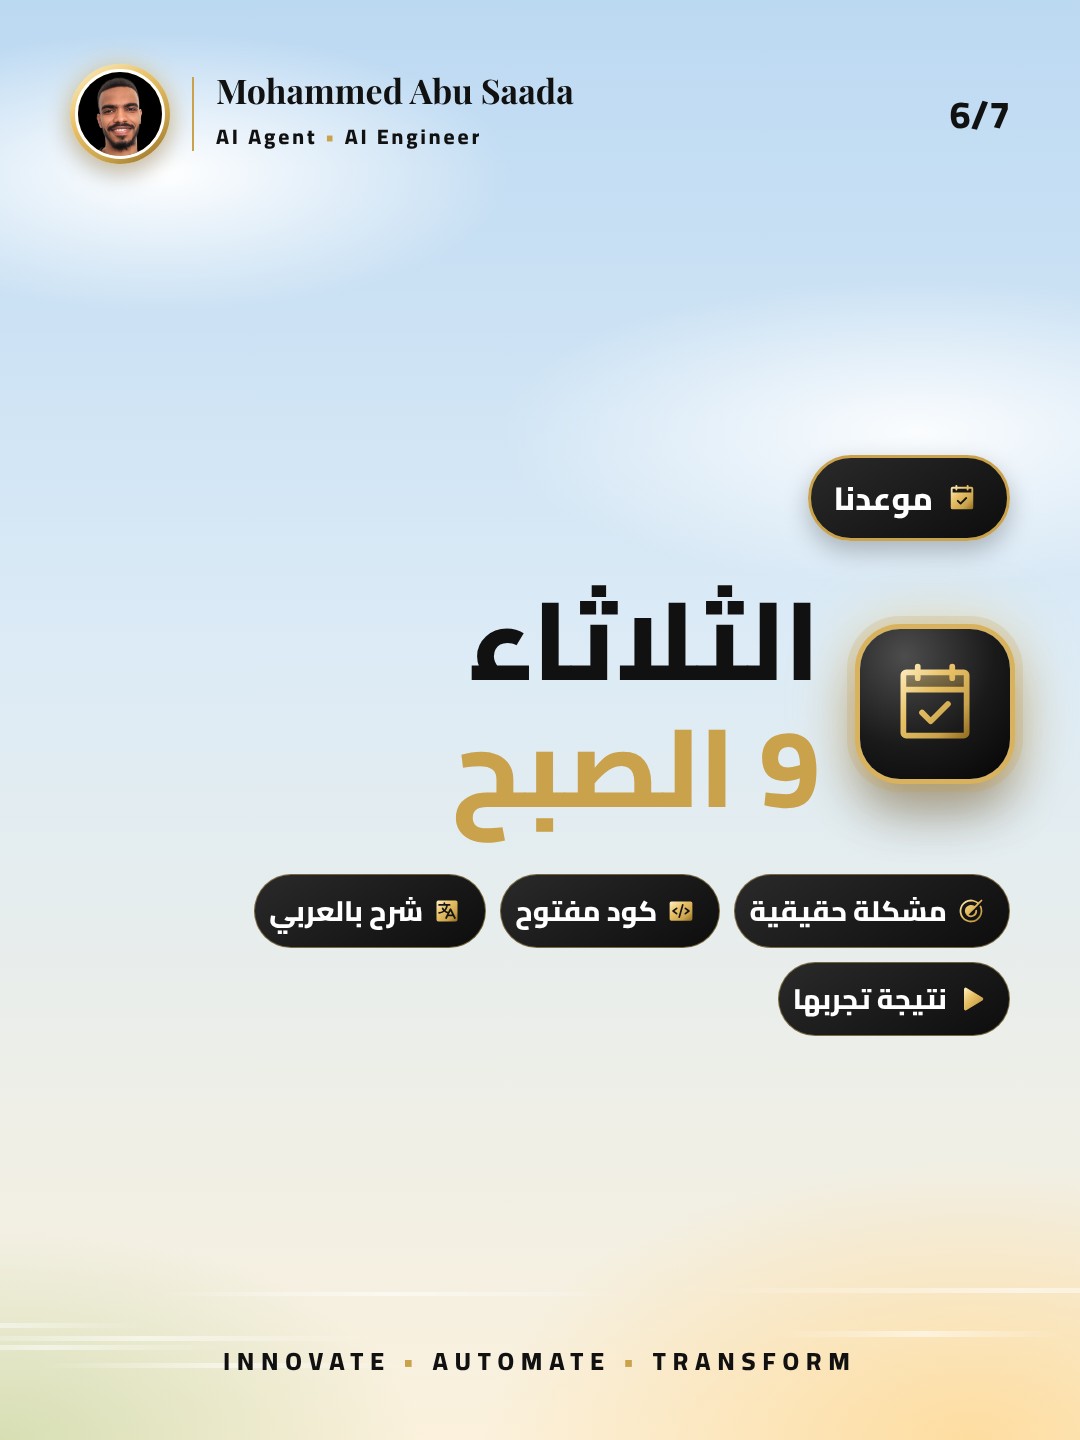 Mohammed Abu Saada
AI Agent ▪ AI Engineer
6/7
موعدنا
الثلاثاء
9 الصبح
مشكلة حقيقية
كود مفتوح
شرح بالعربي
نتيجة تجربها
INNOVATE ▪ AUTOMATE ▪ TRANSFORM